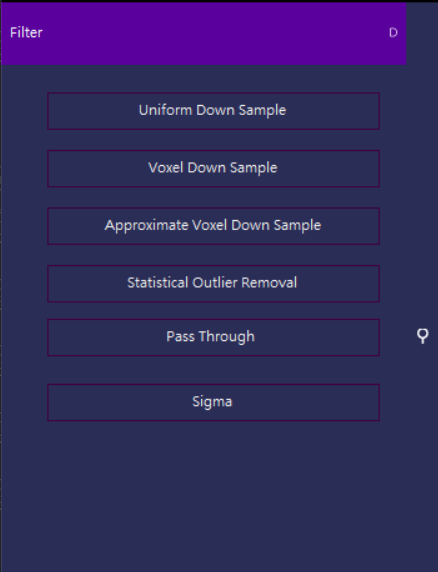 Filter D
Uniform Down Sample
Voxel Down Sample
Approximate Voxel Down Sample
Statistical Outlier Removal
Pass Through
Sigma